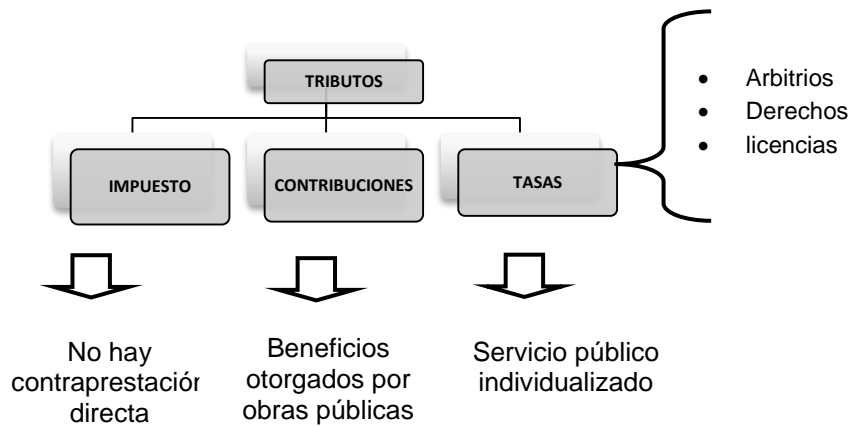 TRIBUTOS
IMPUESTO
CONTRIBUCIONES
TASAS
• Arbitrios
• Derechos
• licencias
No hay
contraprestación
directa
Beneficios
otorgados por
obras públicas
Servicio público
individualizado